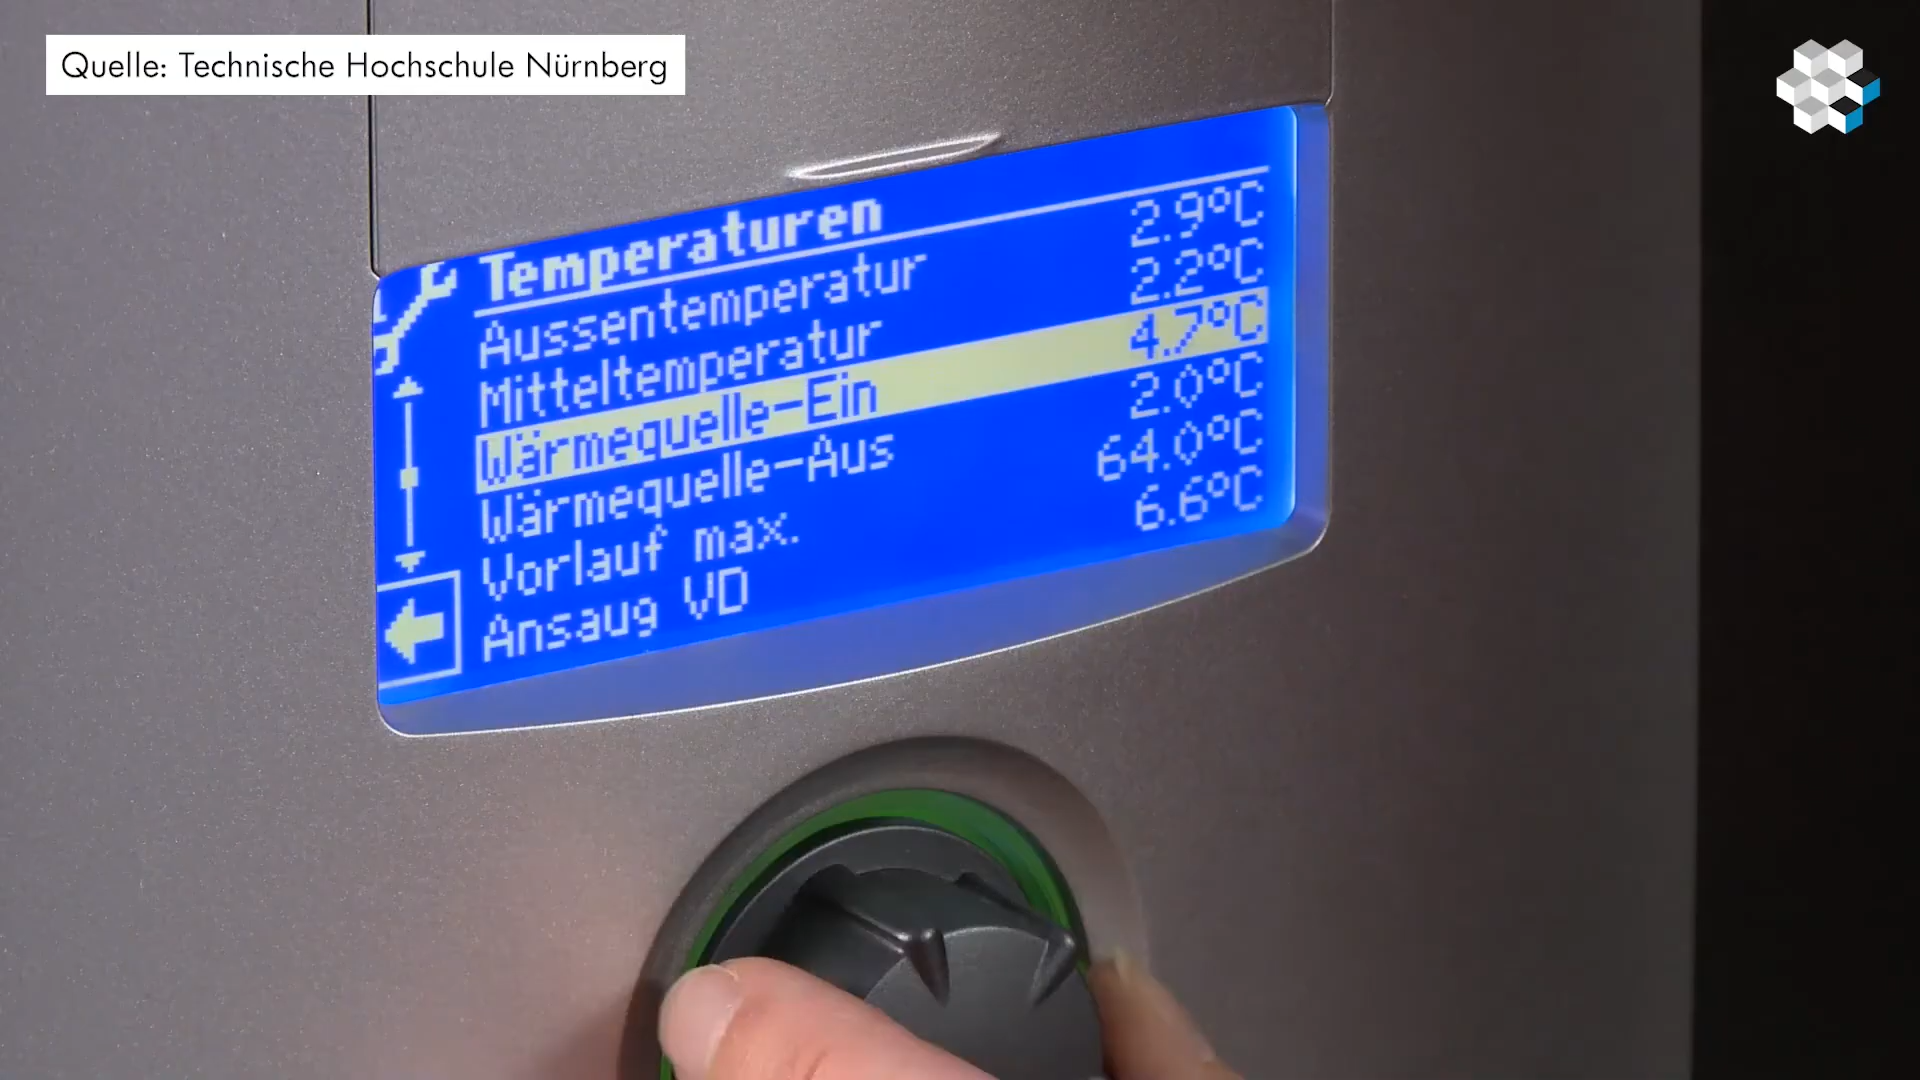 Quelle: Technische Hochschule Nürnberg
Temperaturen
Aussentemperatur 2.9°C
Mitteltemperatur 2.2°C
Wärmequelle-Ein 4.7°C
Wärmequelle-Aus 2.0°C
Vorlauf max. 64.0°C
Ansaug VD 6.6°C